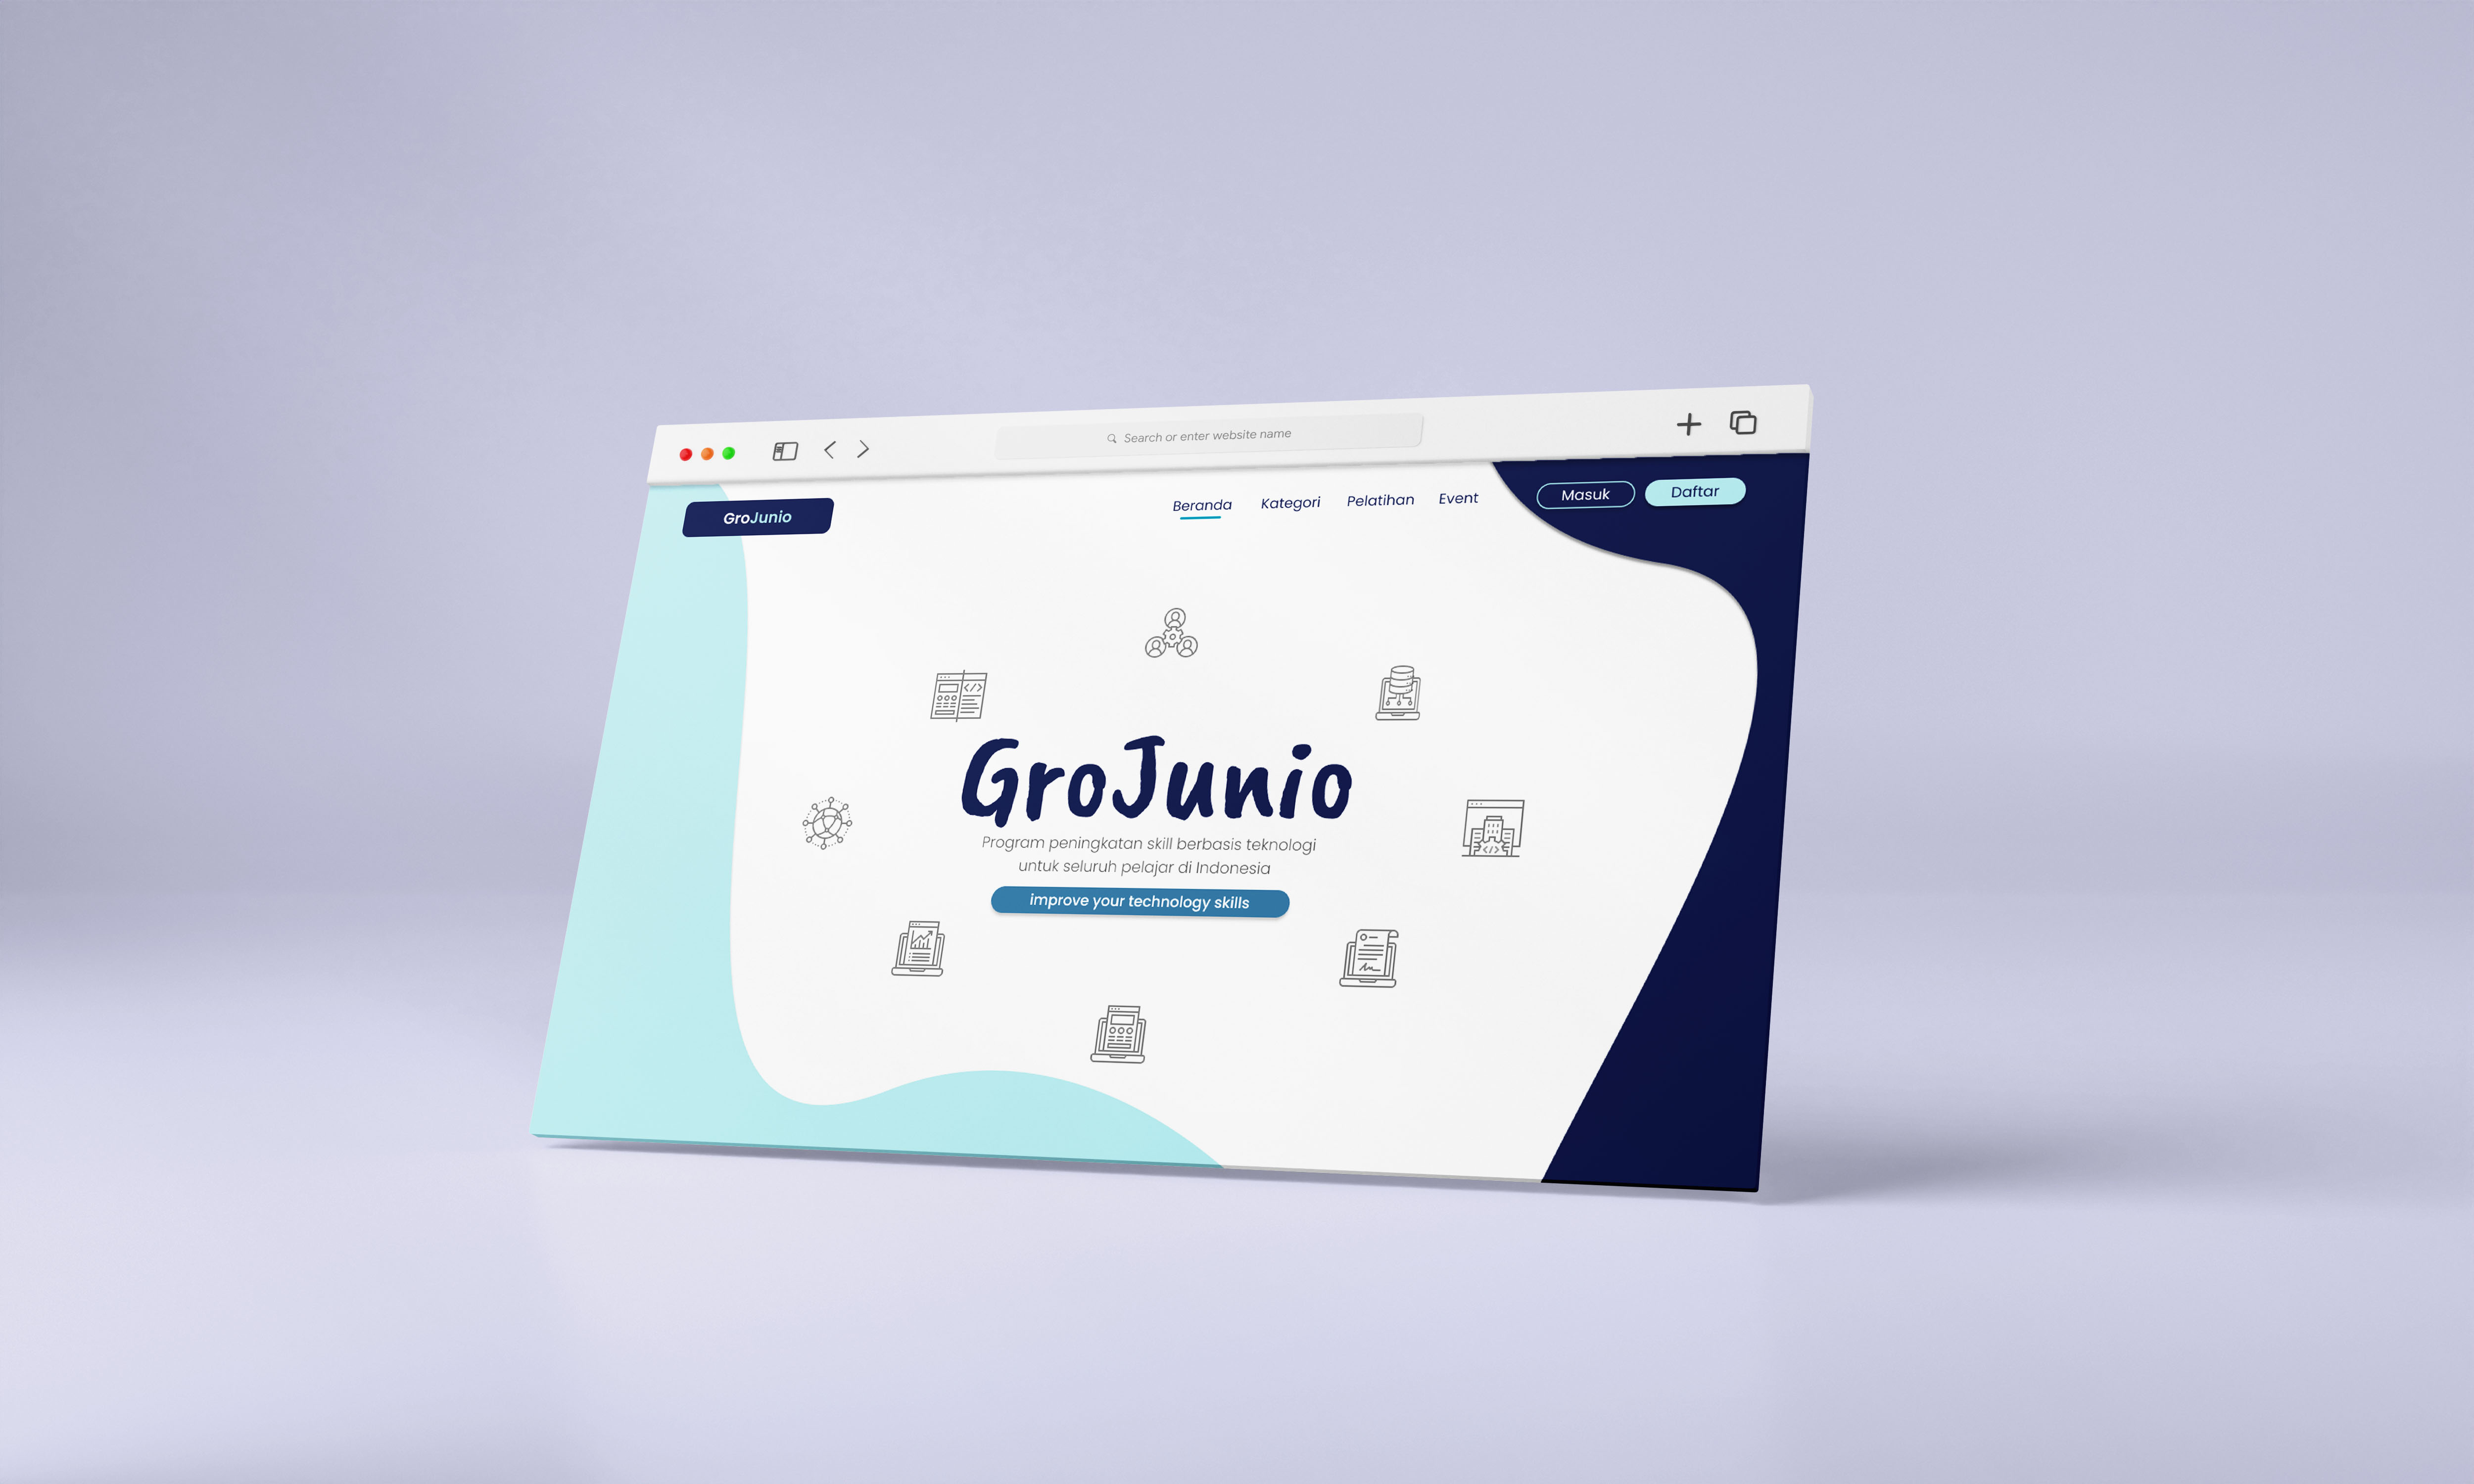 Search or enter website name
GroJunio
Beranda Kategori Pelatihan Event Masuk Daftar
GroJunio
Program peningkatan skill berbasis teknologi
untuk seluruh pelajar di Indonesia
improve your technology skills